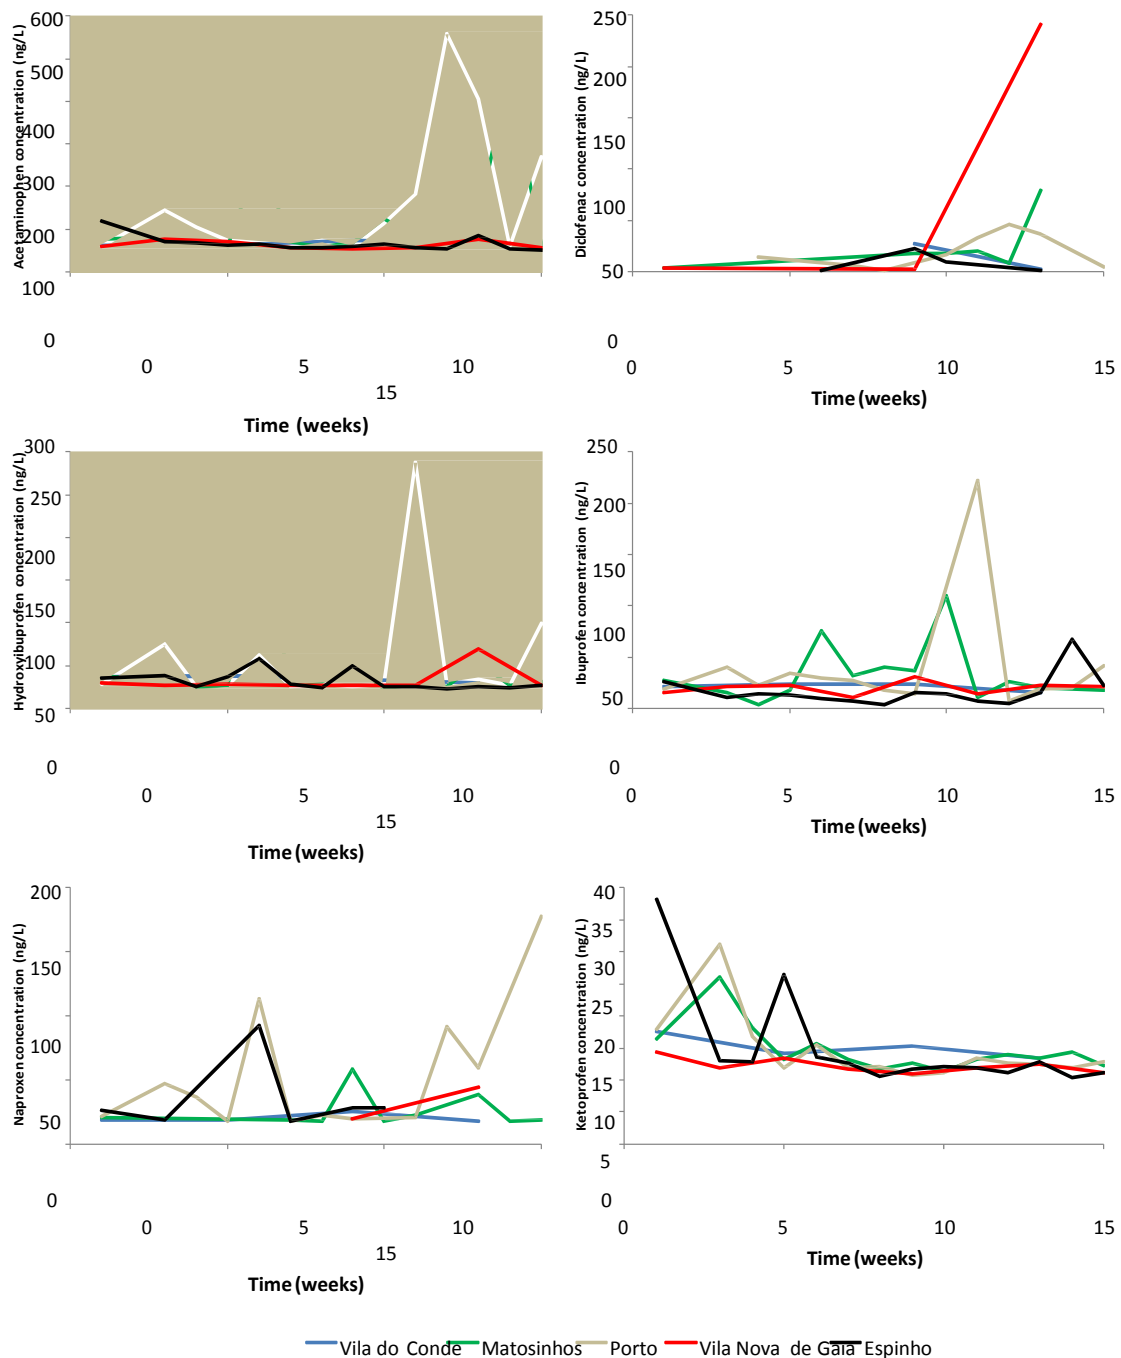 600
500
400
300
200
100
0
Acetaminophen concentration (ng/L)
0 5 10
15
Time (weeks)
250
200
150
100
50
0
Diclofenac concentration (ng/L)
0 5 10 15
Time (weeks)
300
250
200
150
100
50
0
Hydroxyibuprofen concentration (ng/L)
0 5 10
15
Time (weeks)
250
200
150
100
50
0
Ibuprofen concentration (ng/L)
0 5 10 15
Time (weeks)
200
150
100
50
0
Naproxen concentration (ng/L)
0 5 10
15
Time (weeks)
40
35
30
25
20
15
10
5
0
Ketoprofen concentration (ng/L)
0 5 10 15
Time (weeks)
Vila do Conde Matosinhos Porto Vila Nova de Gaia Espinho